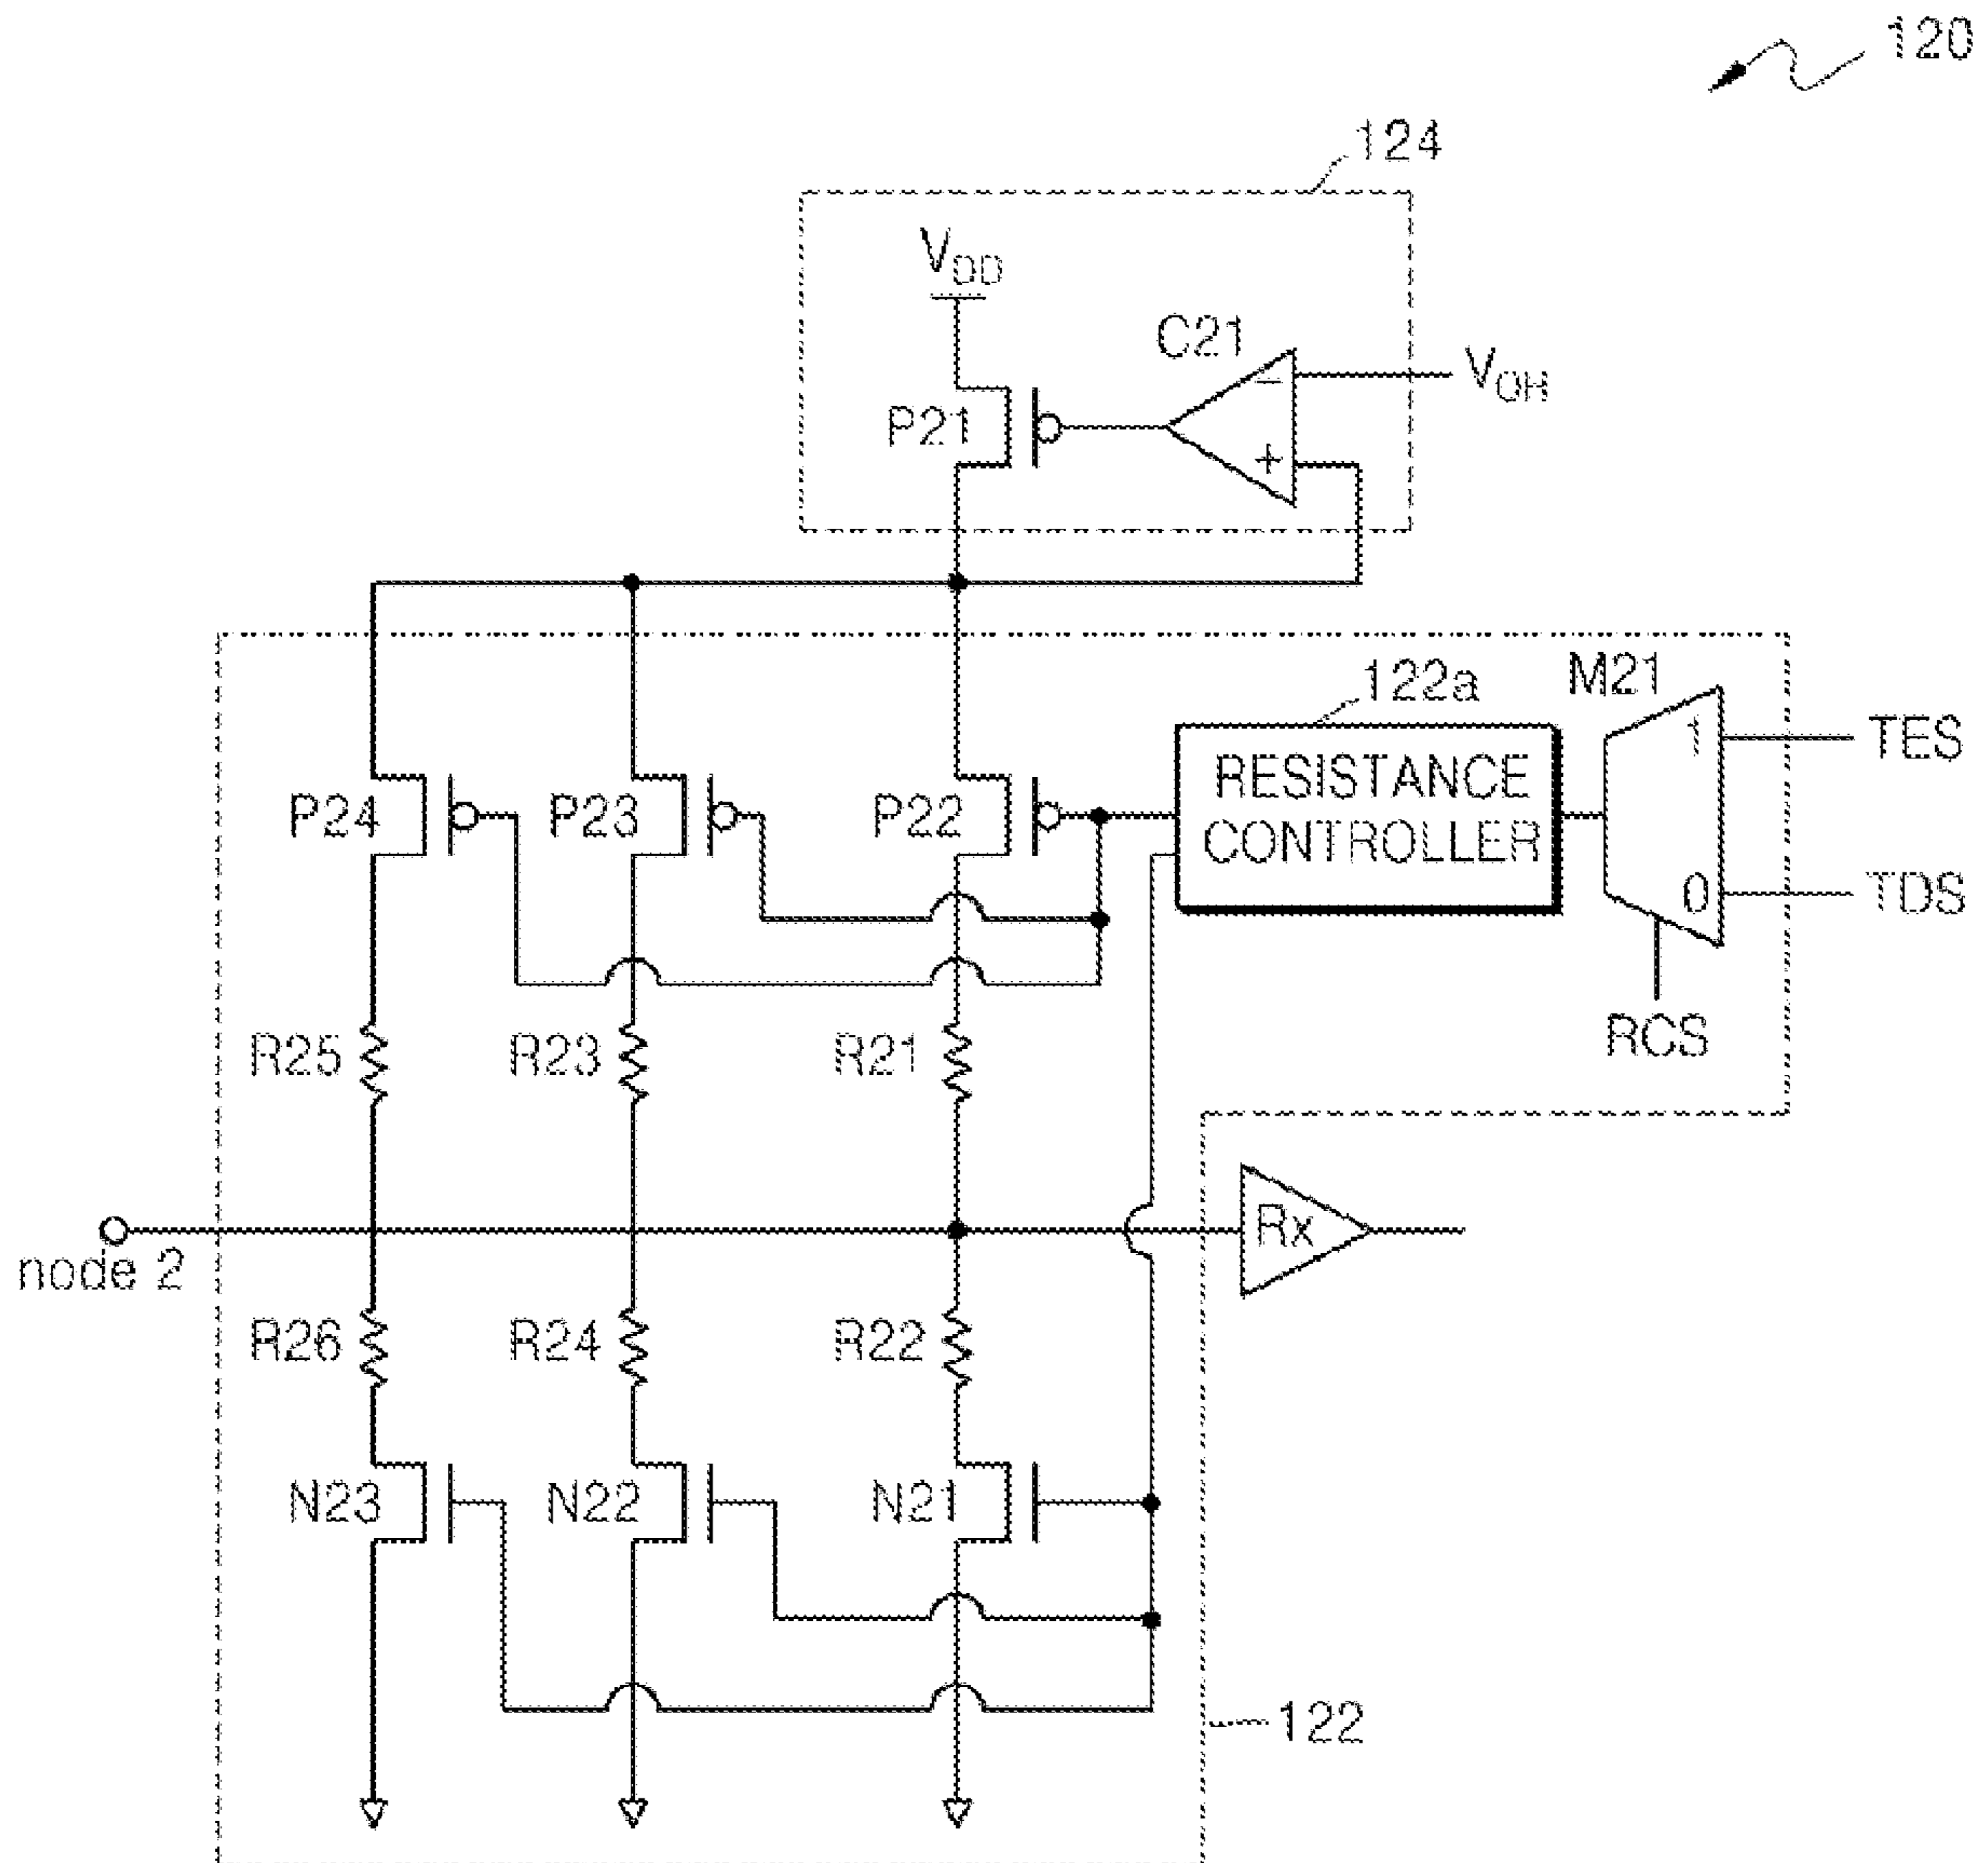 120
124
VDD
C21
VOH
P21
122a
M21
1
TES
RESISTANCE
CONTROLLER
P24
P23
P22
0
TDS
RCS
R25
R23
R21
Rx
node 2
R26
R24
R22
N23
N22
N21
122